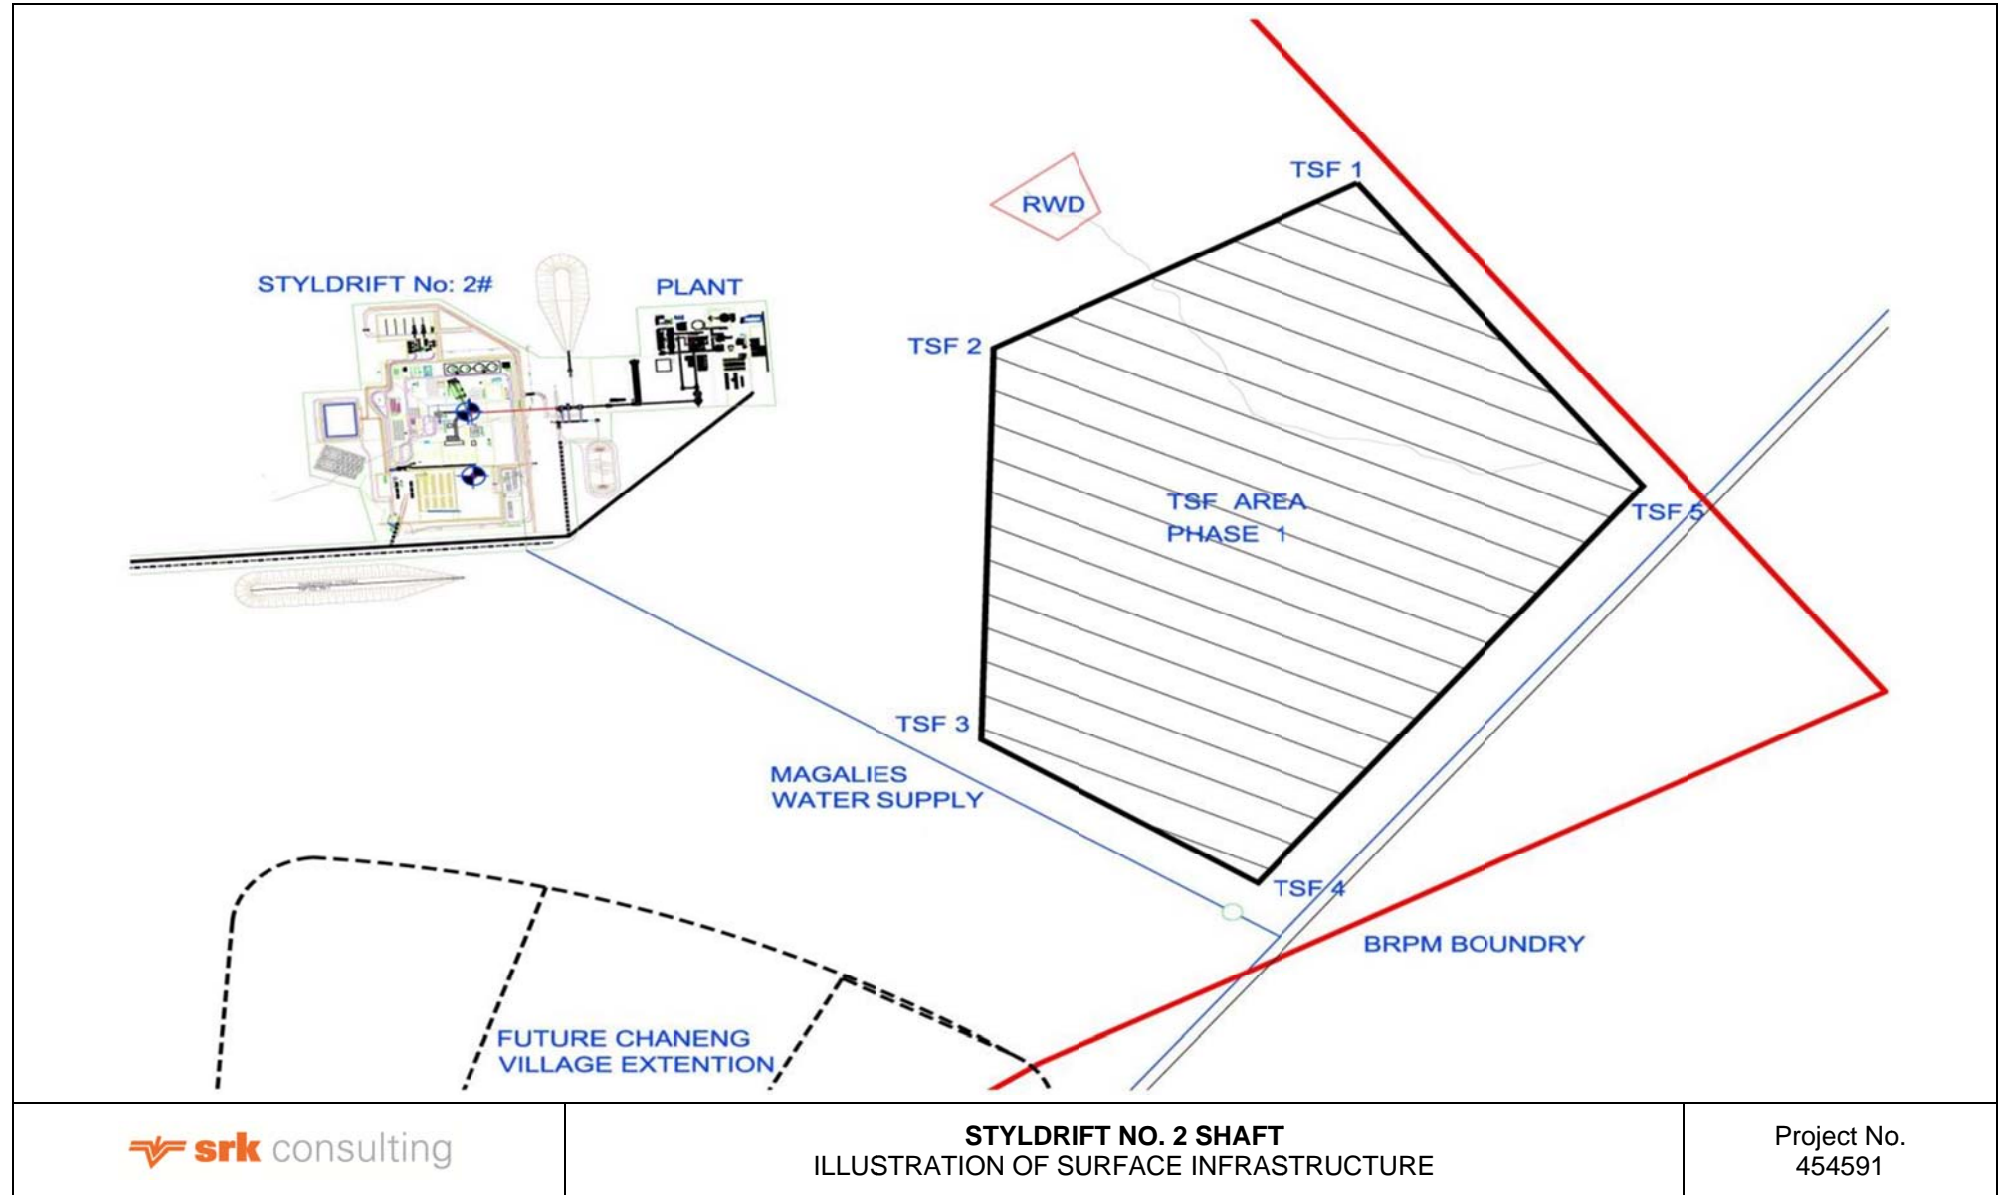 TSF 1
RWD
STYLDRIFT No: 2#
PLANT
TSF 2
TSF AREA
PHASE 1
TSF 5
TSF 3
MAGALIES
WATER SUPPLY
TSF 4
BRPM BOUNDRY
FUTURE CHANENG
VILLAGE EXTENTION
srk consulting
STYLDRIFT NO. 2 SHAFT
ILLUSTRATION OF SURFACE INFRASTRUCTURE
Project No.
454591